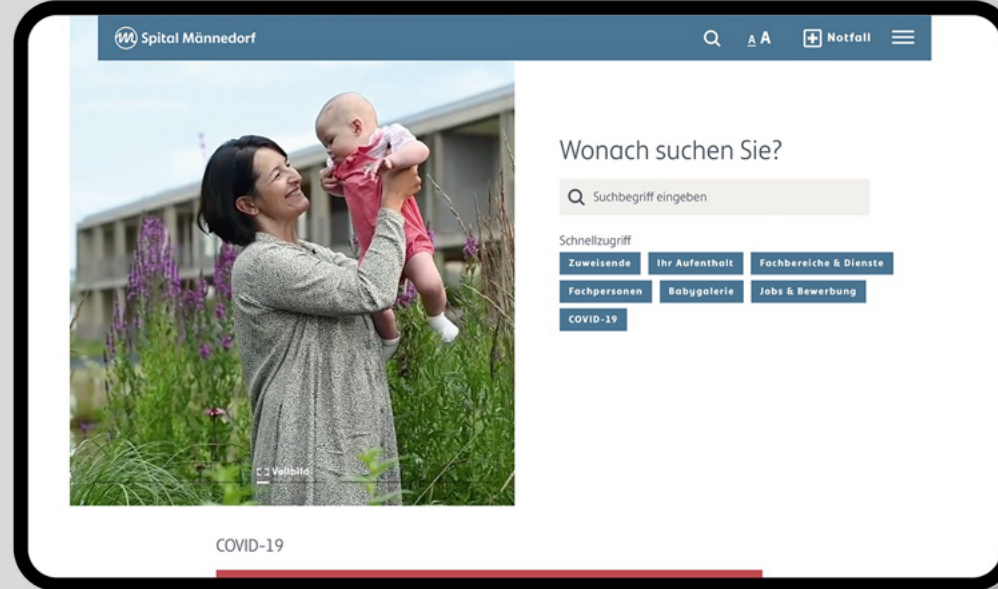 Spital Männedorf
A A
Notfall
Wonach suchen Sie?
Suchbegriff eingeben
Schnellzugriff
Zuweisende Ihr Aufenthalt Fachbereiche & Dienste
Fachpersonen Babygalerie Jobs & Bewerbung
COVID-19
Vollbild
COVID-19